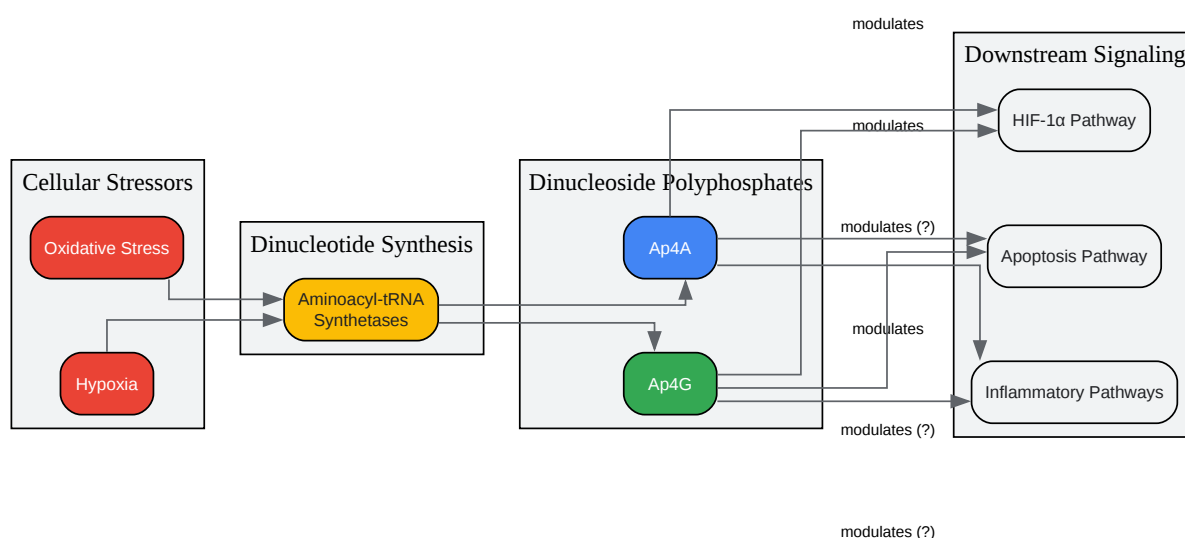 modulates
Downstream Signaling
HIF-1α Pathway
modulates
Cellular Stressors
Dinucleoside Polyphosphates
Oxidative Stress
Dinucleotide Synthesis
Ap4A
modulates (?)
Apoptosis Pathway
Aminoacyl-tRNA
Synthetases
modulates
Hypoxia
Ap4G
Inflammatory Pathways
modulates (?)
modulates (?)